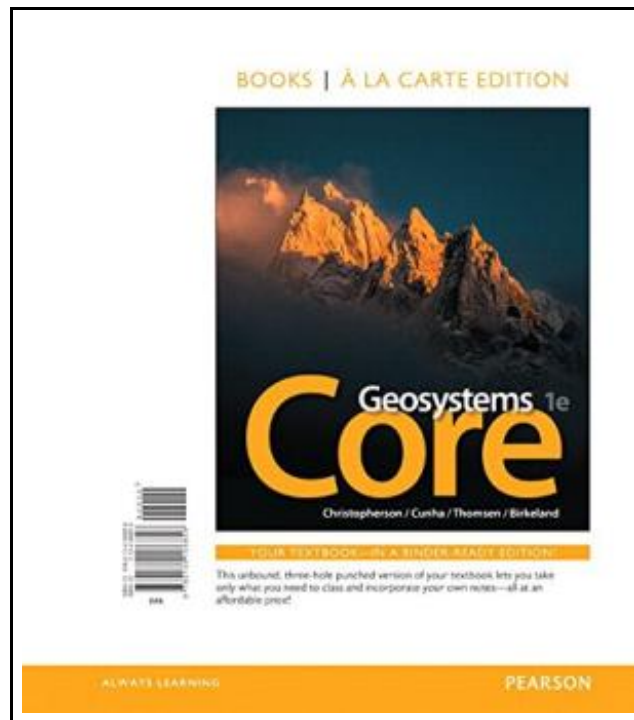 BOOKS | À LA CARTE EDITION
Geosystems 1e
Core
Christopherson / Cunha / Thomsen / Birkeland
YOUR TEXTBOOK—IN A BINDER-READY EDITION!
This unbound, three-hole punched version of your textbook lets you take
only what you need to class and incorporate your own notes—all at an
affordable price!
ALWAYS LEARNING
PEARSON